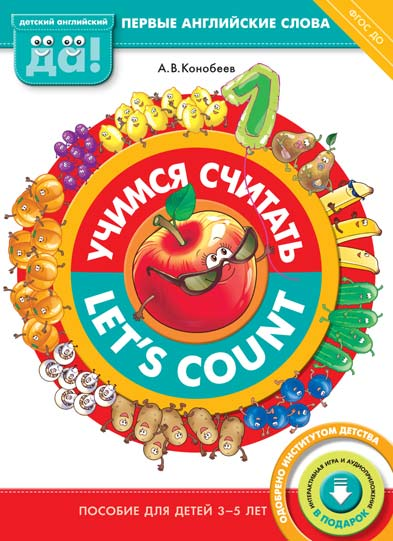 детский английский
да!
ПЕРВЫЕ АНГЛИЙСКИЕ СЛОВА
ФГОС ДО
А.В.Конобеев
1
УЧИМСЯ СЧИТАТЬ
LET'S COUNT
ОДОБРЕНО ИНСТИТУТОМ ДЕТСТВА
ИНТЕРАКТИВНАЯ ИГРА И АУДИОПРИЛОЖЕНИЕ
В ПОДАРОК
ПОСОБИЕ ДЛЯ ДЕТЕЙ 3–5 ЛЕТ